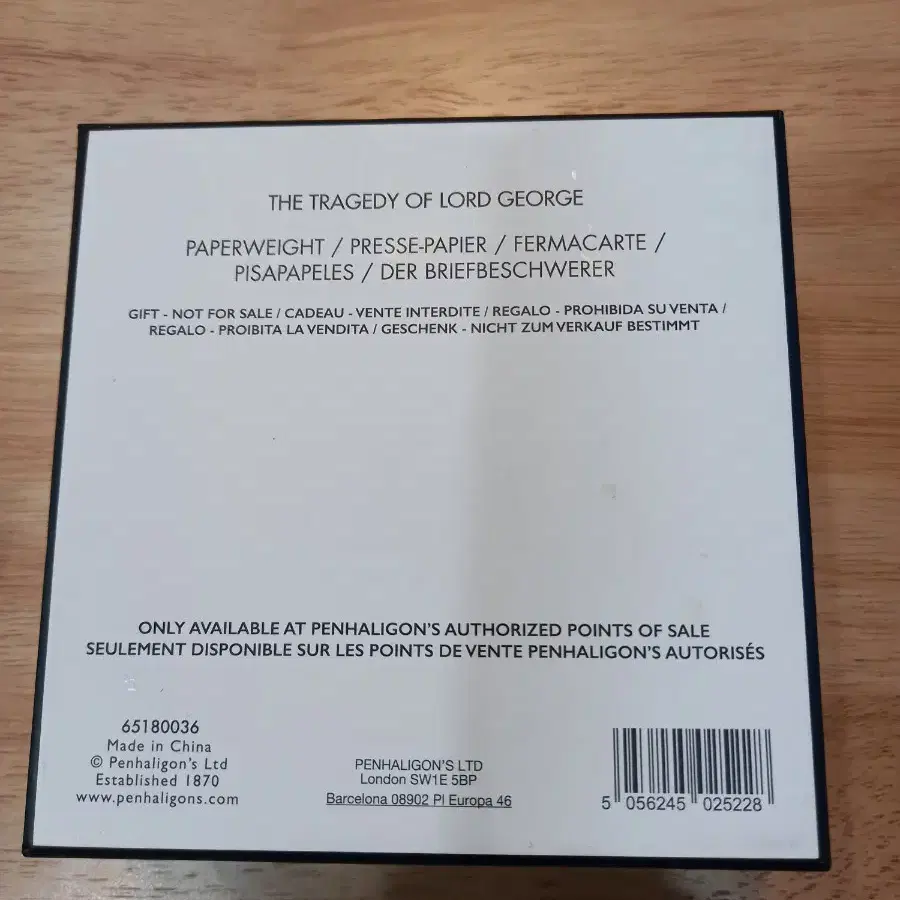 THE TRAGEDY OF LORD GEORGE
PAPERWEIGHT / PRESSE-PAPIER / FERMACARTE /
PISAPAPELES / DER BRIEFBESCHWERER
GIFT - NOT FOR SALE / CADEAU - VENTE INTERDITE / REGALO - PROHIBIDA SU VENTA /
REGALO - PROIBITA LA VENDITA / GESCHENK - NICHT ZUM VERKAUF BESTIMMT
ONLY AVAILABLE AT PENHALIGON'S AUTHORIZED POINTS OF SALE
SEULEMENT DISPONIBLE SUR LES POINTS DE VENTE PENHALIGON'S AUTORISÉS
65180036
Made in China
© Penhaligon's Ltd
Established 1870
www.penhaligons.com
PENHALIGON'S LTD
London SW1E 5BP
Barcelona 08902 Pl Europa 46
5 056245 025228